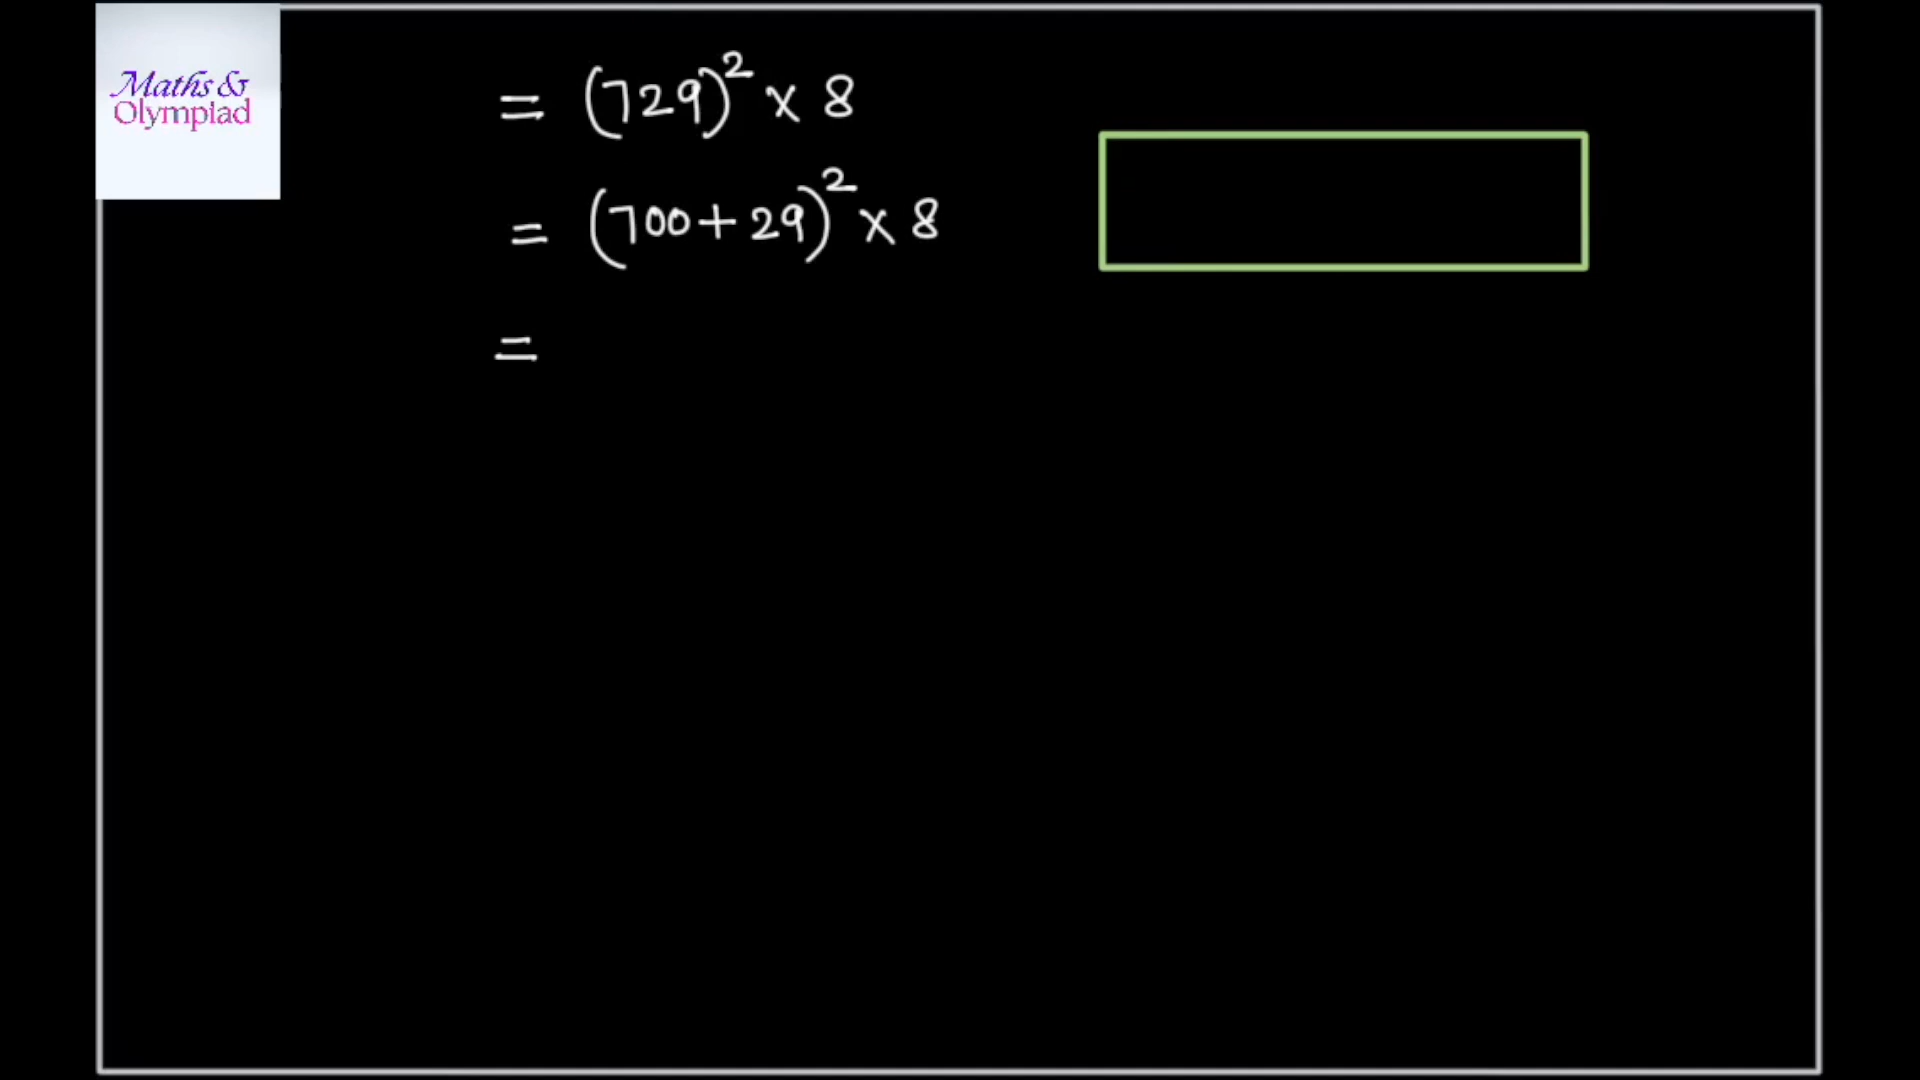 Maths &
Olympiad
= (729)² × 8
= (700+29)² × 8
=